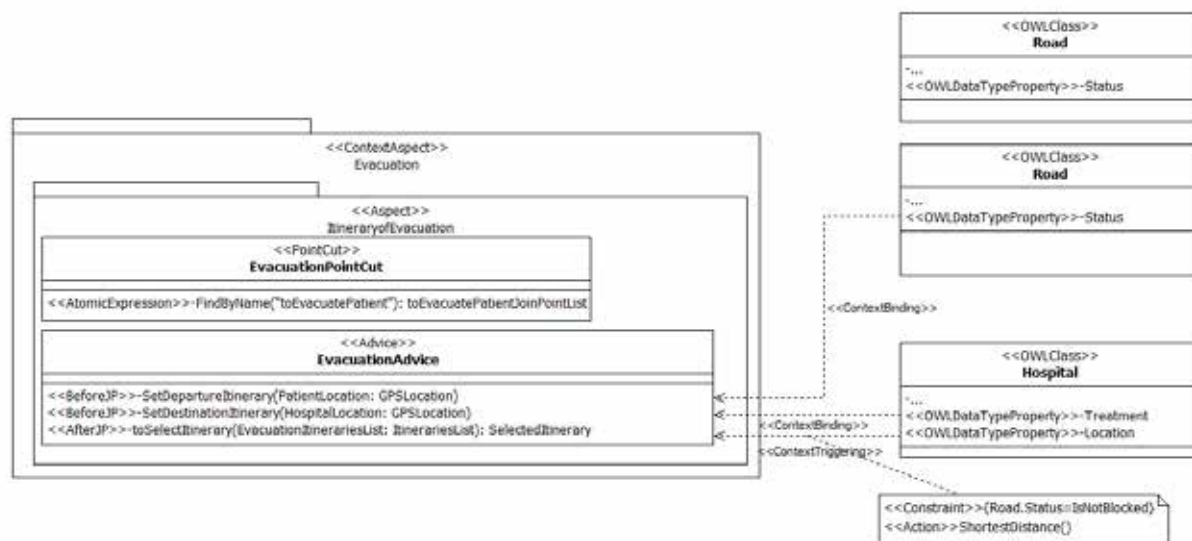 <<OWLClass>>
Road
-...
<<OWLDataTypeProperty>>-Status
<<ContextAspect>>
Evacuation
<<Aspect>>
ItineraryofEvacuation
<<PointCut>>
EvacuationPointCut
<<AtomicExpression>>-FindByName("toEvacuatePatient"): toEvacuatePatientJoinPointList
<<Advice>>
EvacuationAdvice
<<BeforeJP>>-SetDepartureItinerary(PatientLocation: GPSLocation)
<<BeforeJP>>-SetDestinationItinerary(HospitalLocation: GPSLocation)
<<AfterJP>>-toSelectItinerary(EvacuationItinerariesList: ItinerariesList): SelectedItinerary
<<OWLClass>>
Road
-...
<<OWLDataTypeProperty>>-Status
<<ContextBinding>>
<<OWLClass>>
Hospital
-...
<<OWLDataTypeProperty>>-Treatment
<<OWLDataTypeProperty>>-Location
<<ContextBinding>>
<<ContextTriggering>>
<<Constraint>>{Road.Status=IsNotBlocked}
<<Action>>ShortestDistance()